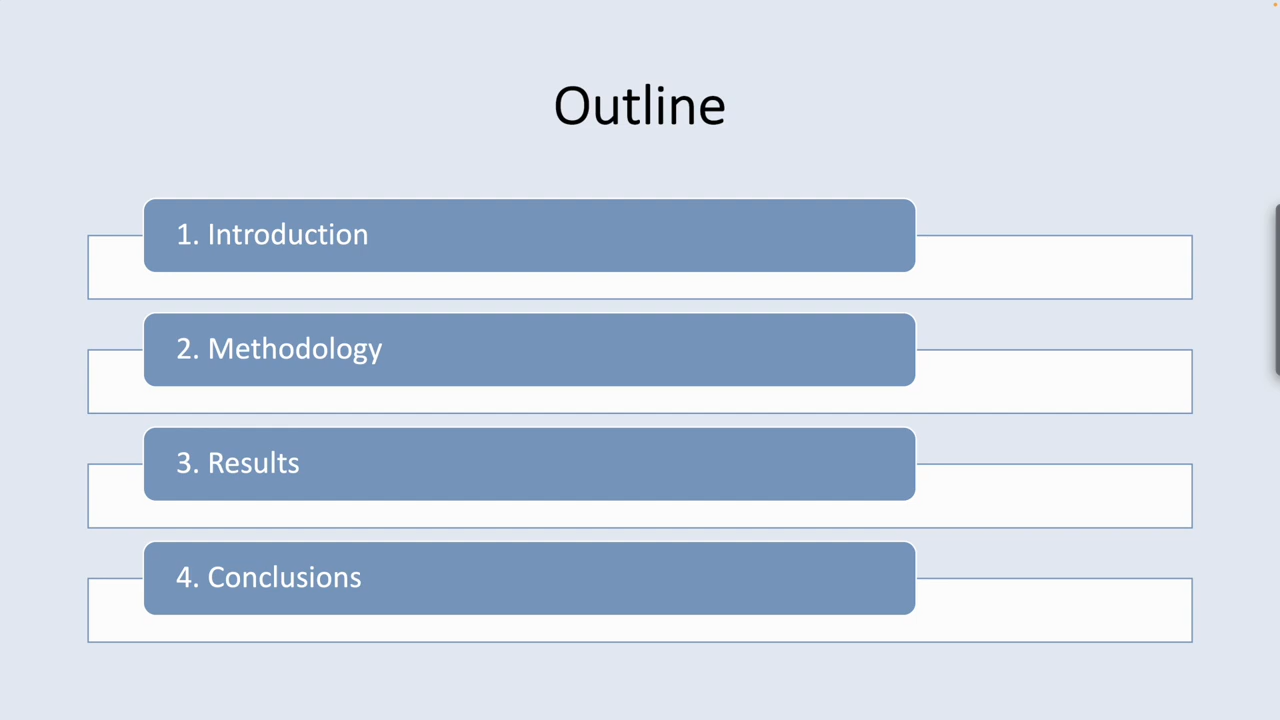 Outline
1. Introduction
2. Methodology
3. Results
4. Conclusions